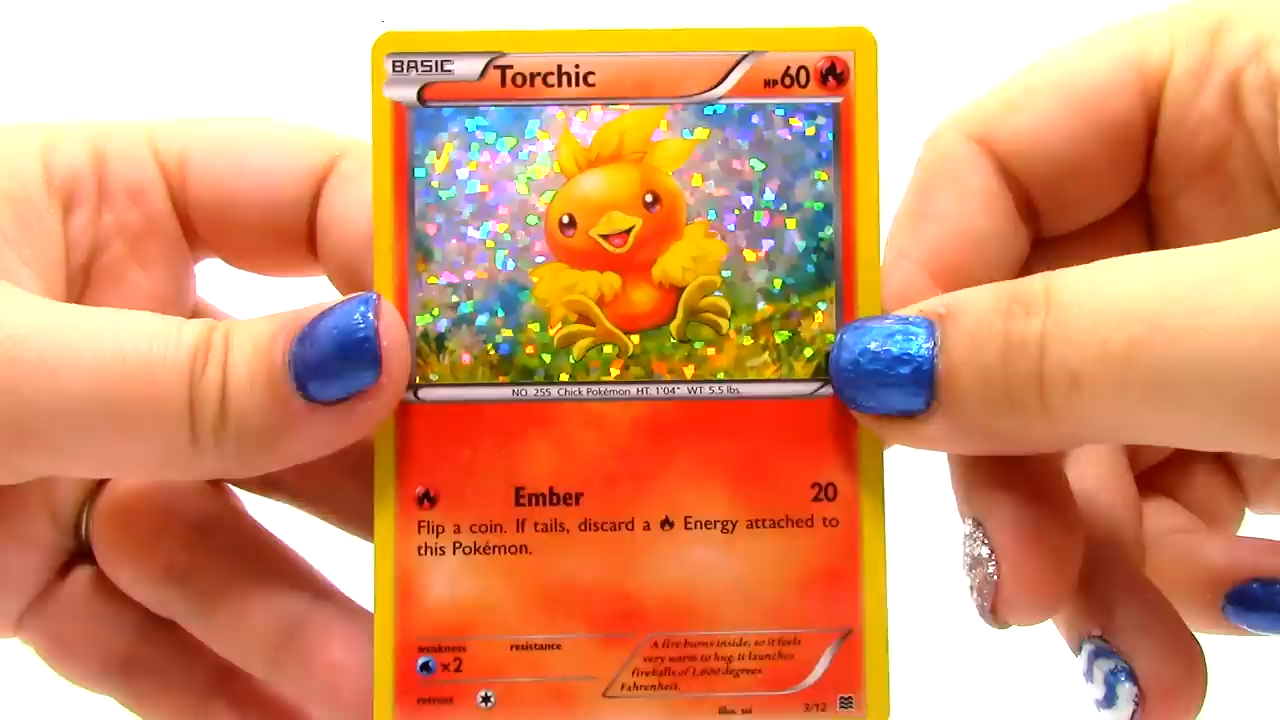 BASIC Torchic HP60
NO. 255 Chick Pokémon HT. 1'04" WT. 5.5 lbs.
Ember 20
Flip a coin. If tails, discard a Energy attached to
this Pokémon.
weakness resistance
×2
A fire burns inside, so it feels
very warm to hug. It launches
fireballs of 1,800 degrees
Fahrenheit.
retreat
Illus. sui 3/12